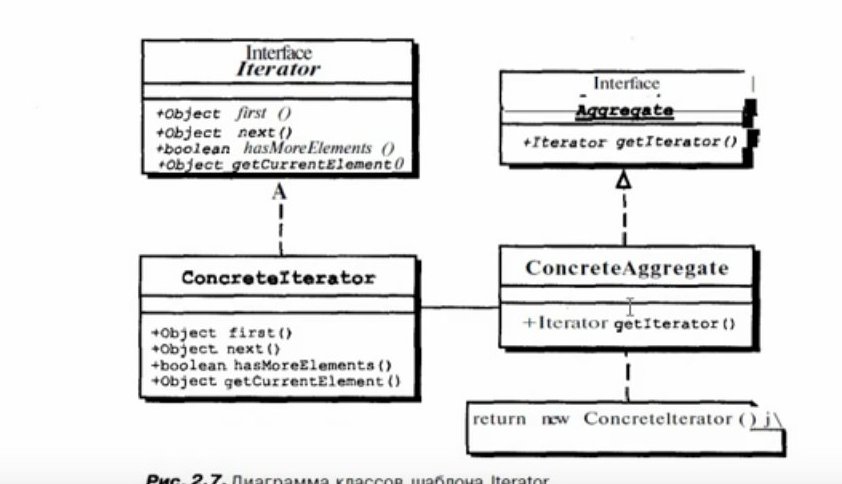 Interface
Iterator
+Object first ()
+Object next()
+boolean hasMoreElements ()
+Object getCurrentElement()
Interface
Aggregate
+Iterator getIterator()
ConcreteIterator
+Object first()
+Object next()
+boolean hasMoreElements()
+Object getCurrentElement()
ConcreteAggregate
+Iterator getIterator()
return new ConcreteIterator () j\
Рис. 2.7. Диаграмма классов шаблона Iterator